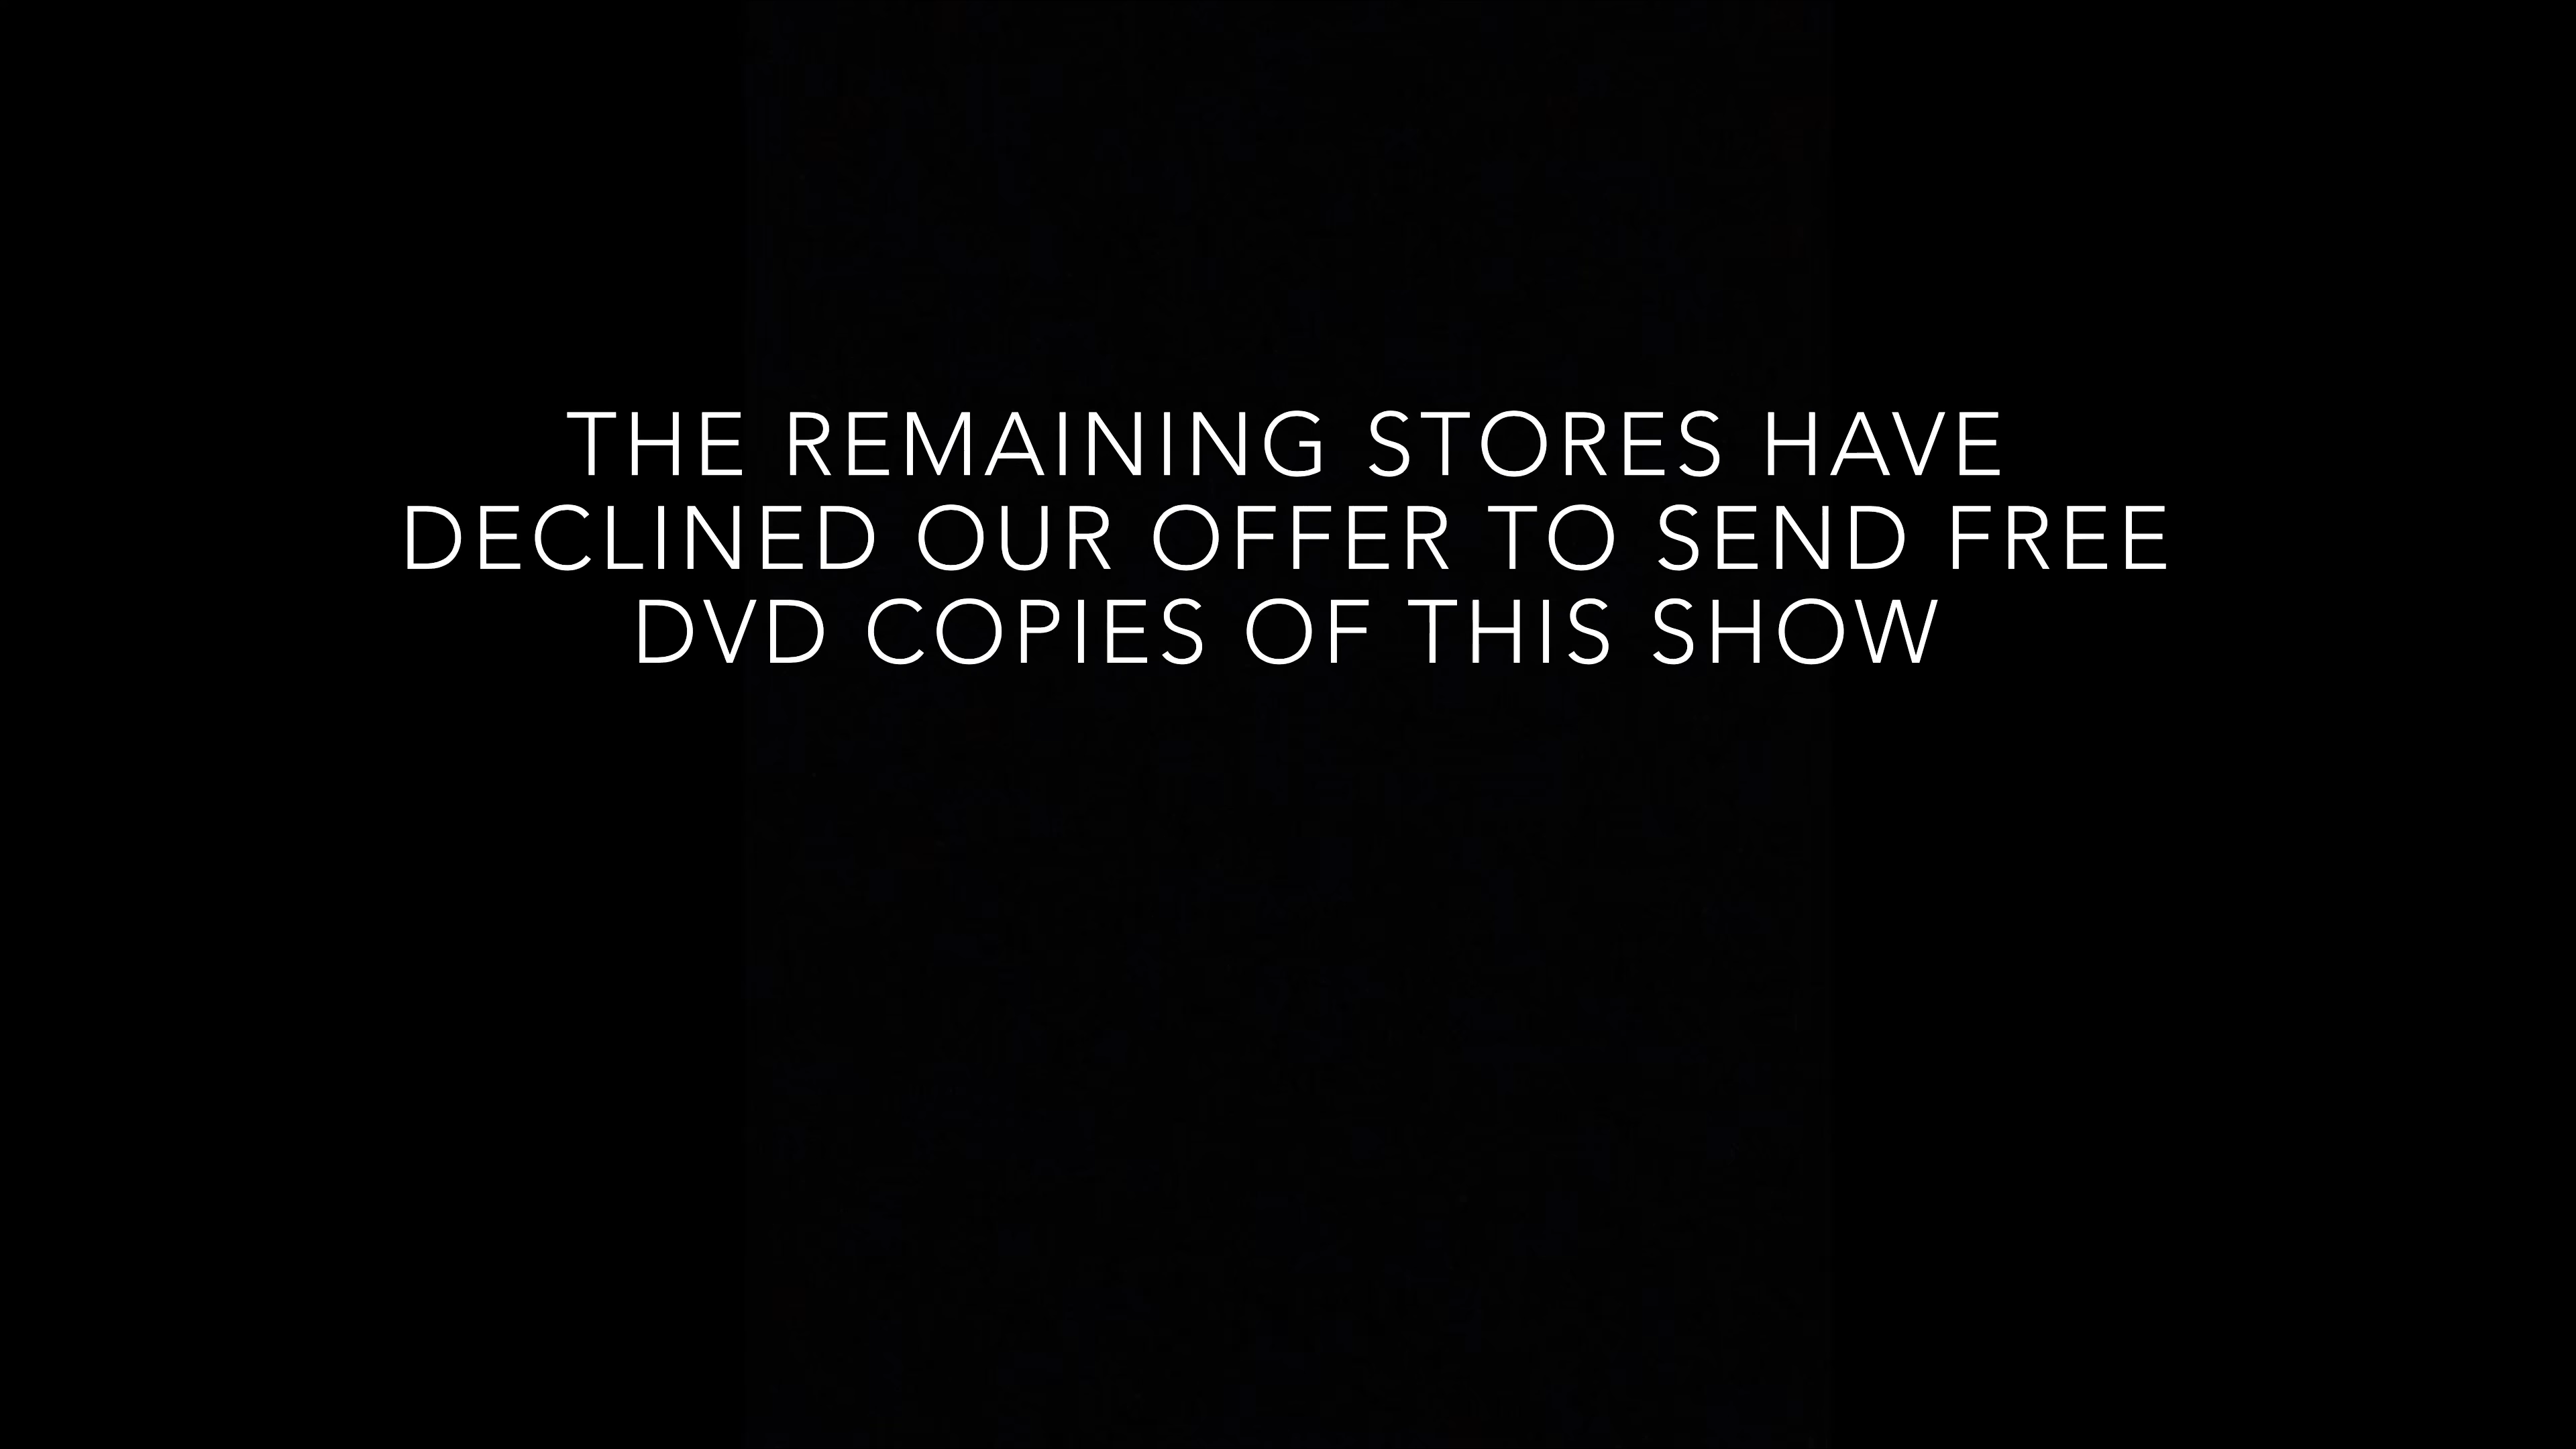 THE REMAINING STORES HAVE
DECLINED OUR OFFER TO SEND FREE
DVD COPIES OF THIS SHOW